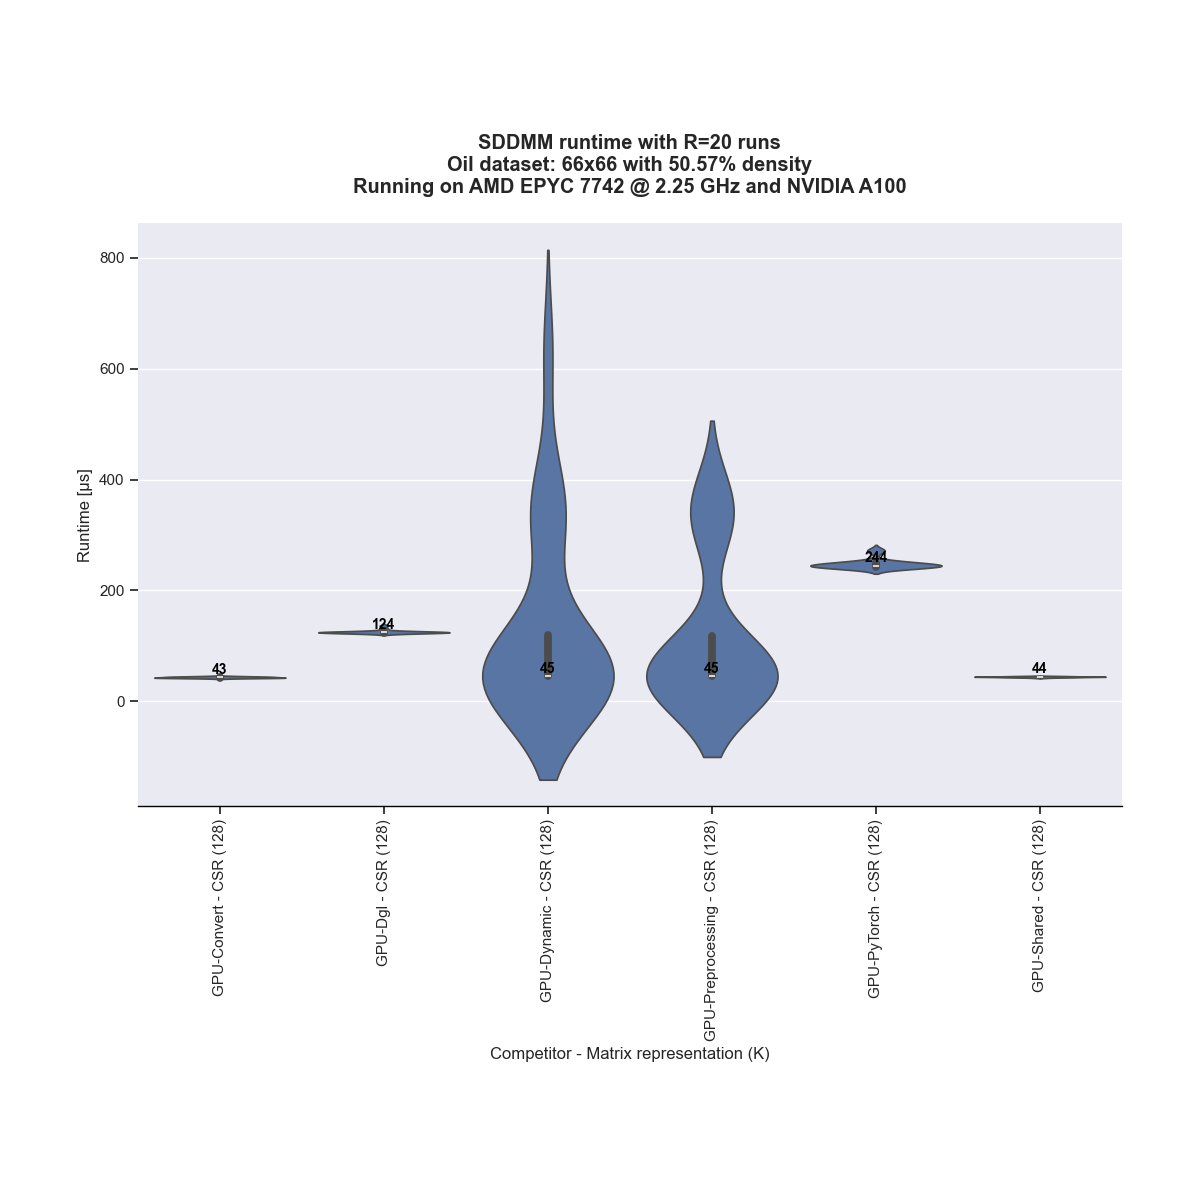 SDDMM runtime with R=20 runs
Oil dataset: 66x66 with 50.57% density
Running on AMD EPYC 7742 @ 2.25 GHz and NVIDIA A100
Runtime [μs]
800
600
400
200
0
43
124
45
45
244
44
GPU-Convert - CSR (128)
GPU-Dgl - CSR (128)
GPU-Dynamic - CSR (128)
GPU-Preprocessing - CSR (128)
GPU-PyTorch - CSR (128)
GPU-Shared - CSR (128)
Competitor - Matrix representation (K)